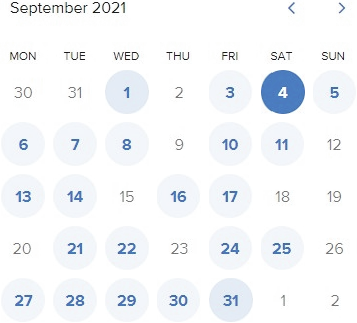 September 2021 < >
MON TUE WED THU FRI SAT SUN
30 31 1 2 3 4 5
6 7 8 9 10 11 12
13 14 15 16 17 18 19
20 21 22 23 24 25 26
27 28 29 30 31 1 2